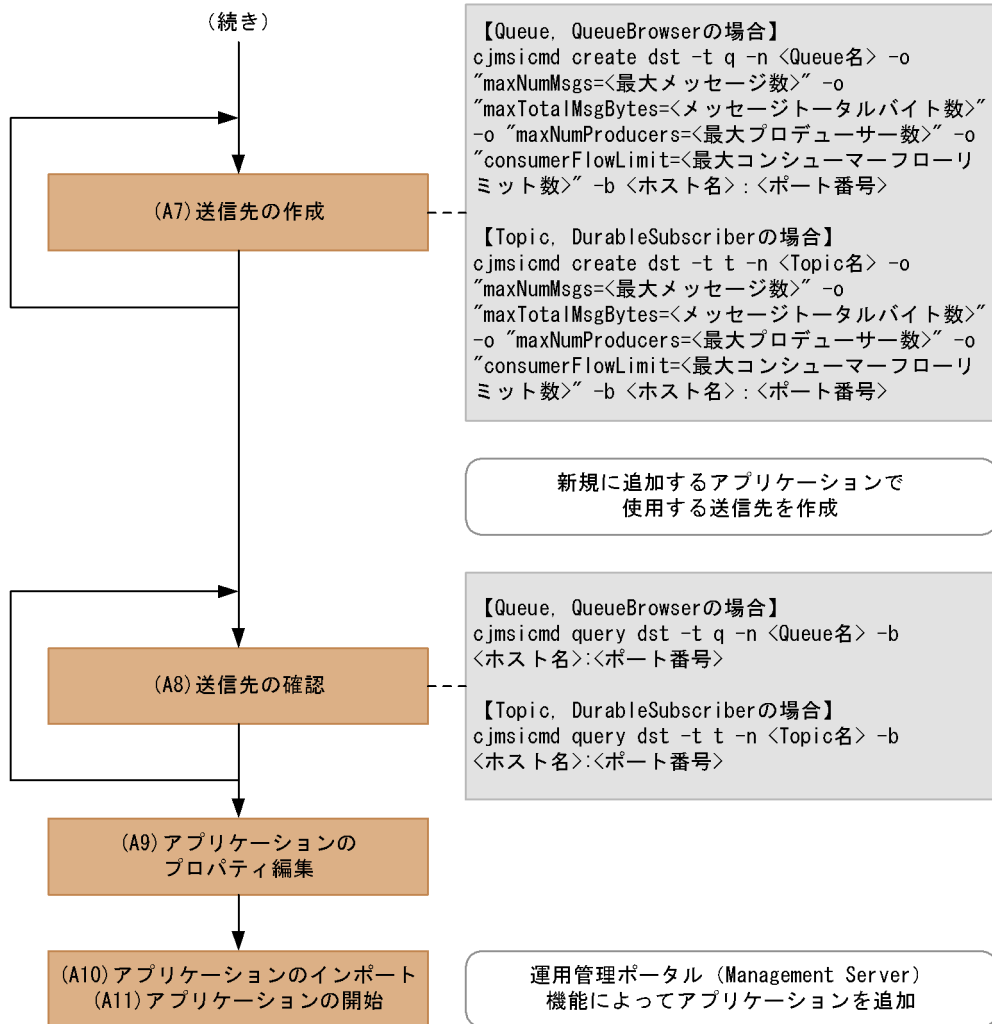 (続き)
【Queue, QueueBrowserの場合】
cjmsicmd create dst -t q -n <Queue名> -o
"maxNumMsgs=<最大メッセージ数>" -o
"maxTotalMsgBytes=<メッセージトータルバイト数>"
-o "maxNumProducers=<最大プロデューサー数>" -o
"consumerFlowLimit=<最大コンシューマーフローリ
ミット数>" -b <ホスト名>:<ポート番号>
(A7)送信先の作成
【Topic, DurableSubscriberの場合】
cjmsicmd create dst -t t -n <Topic名> -o
"maxNumMsgs=<最大メッセージ数>" -o
"maxTotalMsgBytes=<メッセージトータルバイト数>"
-o "maxNumProducers=<最大プロデューサー数>" -o
"consumerFlowLimit=<最大コンシューマーフローリ
ミット数>" -b <ホスト名>:<ポート番号>
新規に追加するアプリケーションで
使用する送信先を作成
【Queue, QueueBrowserの場合】
cjmsicmd query dst -t q -n <Queue名> -b
<ホスト名>:<ポート番号>
(A8)送信先の確認
【Topic, DurableSubscriberの場合】
cjmsicmd query dst -t t -n <Topic名> -b
<ホスト名>:<ポート番号>
(A9)アプリケーションの
プロパティ編集
(A10)アプリケーションのインポート
(A11)アプリケーションの開始
運用管理ポータル (Management Server)
機能によってアプリケーションを追加